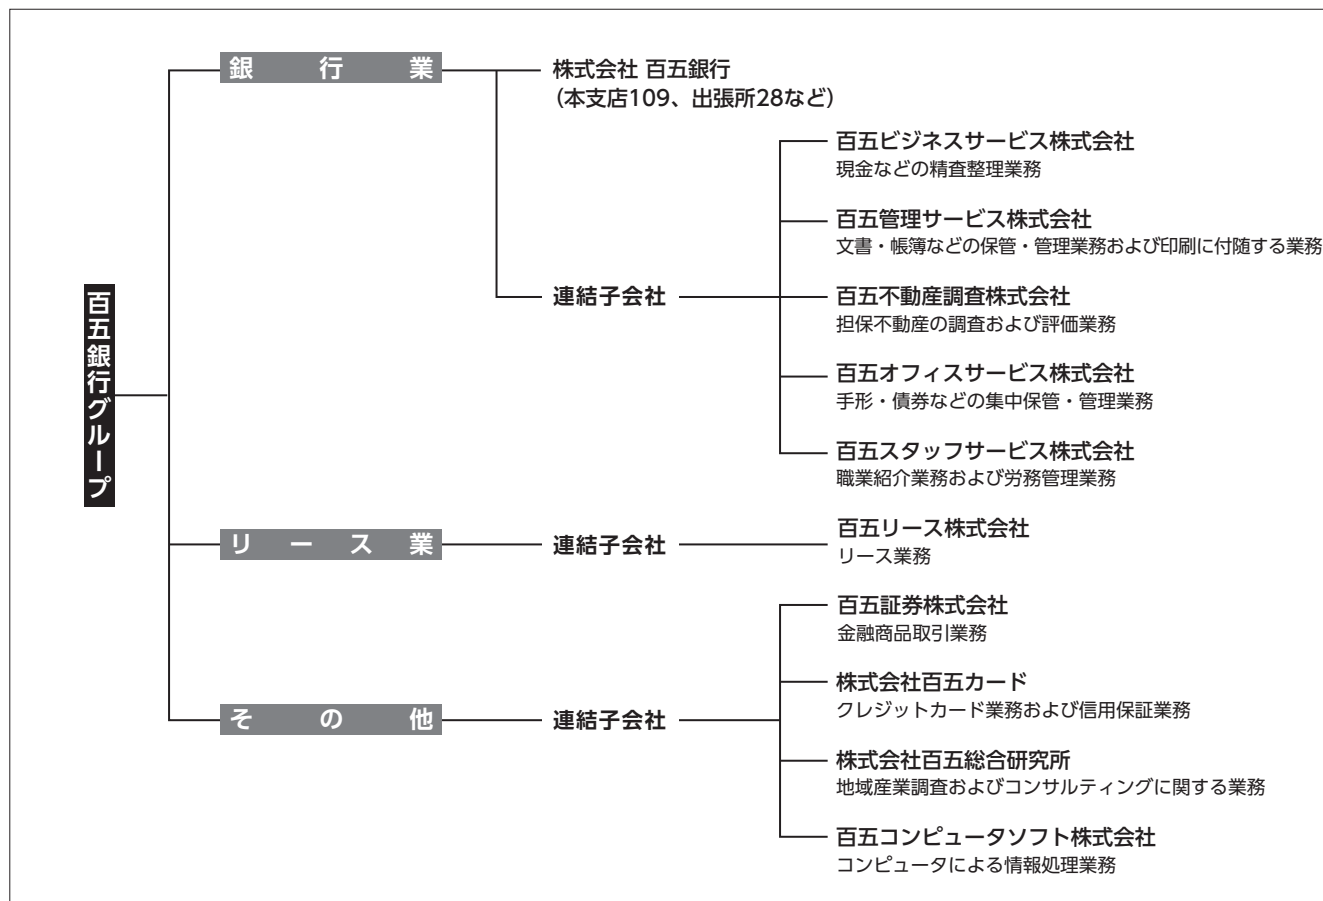 百五銀行グループ
銀行業
株式会社 百五銀行
（本支店109、出張所28など）
連結子会社
百五ビジネスサービス株式会社
現金などの精査整理業務
百五管理サービス株式会社
文書・帳簿などの保管・管理業務および印刷に付随する業務
百五不動産調査株式会社
担保不動産の調査および評価業務
百五オフィスサービス株式会社
手形・債券などの集中保管・管理業務
百五スタッフサービス株式会社
職業紹介業務および労務管理業務
リース業
連結子会社
百五リース株式会社
リース業務
その他
連結子会社
百五証券株式会社
金融商品取引業務
株式会社百五カード
クレジットカード業務および信用保証業務
株式会社百五総合研究所
地域産業調査およびコンサルティングに関する業務
百五コンピュータソフト株式会社
コンピュータによる情報処理業務